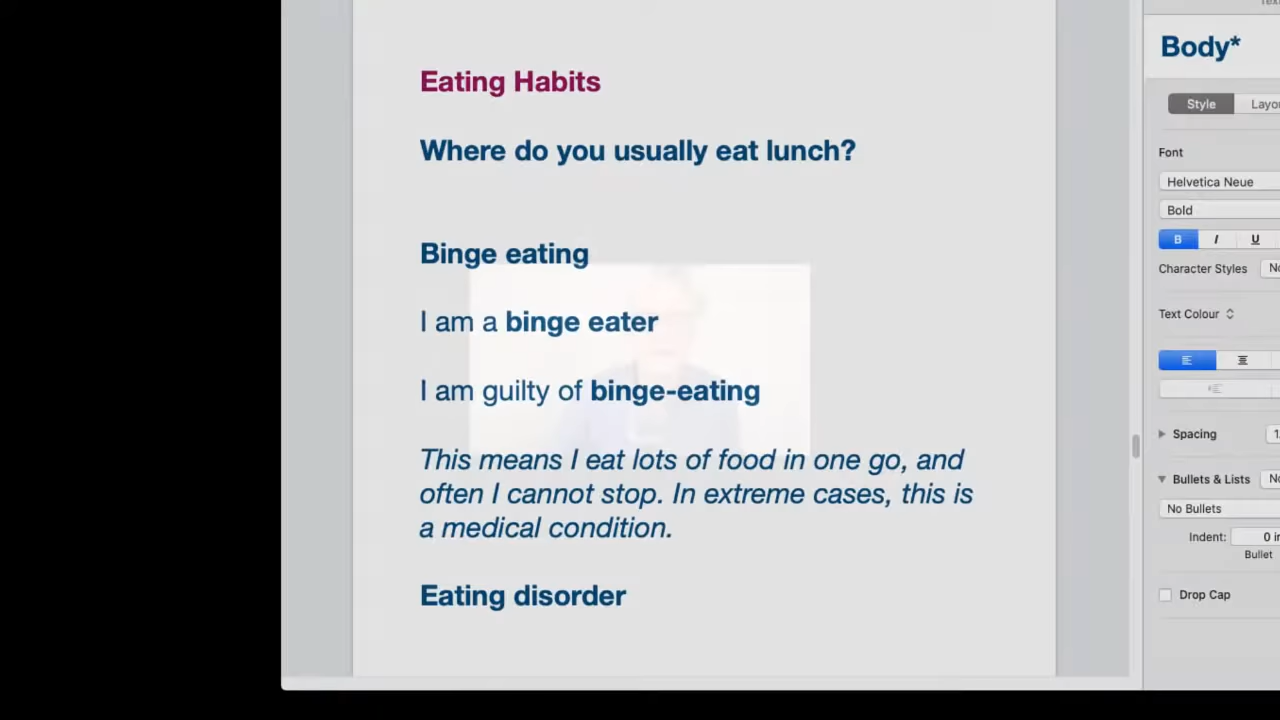 Body*
Style
Font
Helvetica Neue
Bold
B I U
Character Styles
Text Colour
Spacing
Bullets & Lists
No Bullets
Indent: 0 in
Bullet
Drop Cap
Eating Habits
Where do you usually eat lunch?
Binge eating
I am a binge eater
I am guilty of binge-eating
This means I eat lots of food in one go, and
often I cannot stop. In extreme cases, this is
a medical condition.
Eating disorder